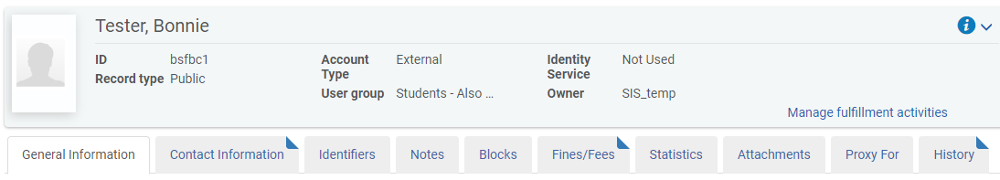 Tester, Bonnie
ID bsfbc1
Record type Public
Account Type External
User group Students - Also ...
Identity Service Not Used
Owner SIS_temp
Manage fulfillment activities
General Information Contact Information Identifiers Notes Blocks Fines/Fees Statistics Attachments Proxy For History